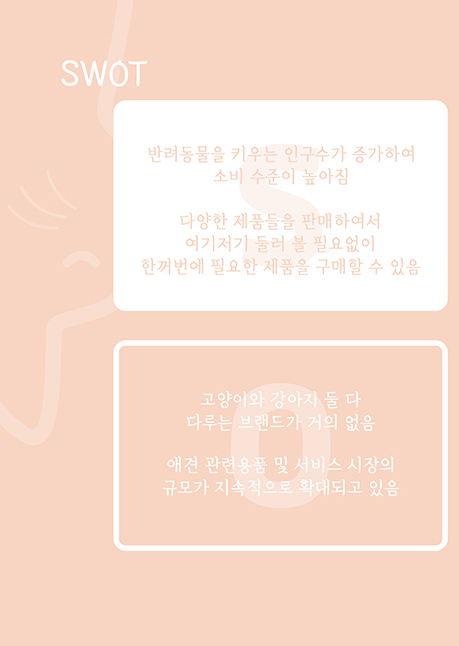 SWOT
S
반려동물을 키우는 인구수가 증가하여
소비 수준이 높아짐
다양한 제품들을 판매하여서
여기저기 둘러 볼 필요없이
한꺼번에 필요한 제품을 구매할 수 있음
O
고양이와 강아지 둘 다
다루는 브랜드가 거의 없음
애견 관련용품 및 서비스 시장의
규모가 지속적으로 확대되고 있음